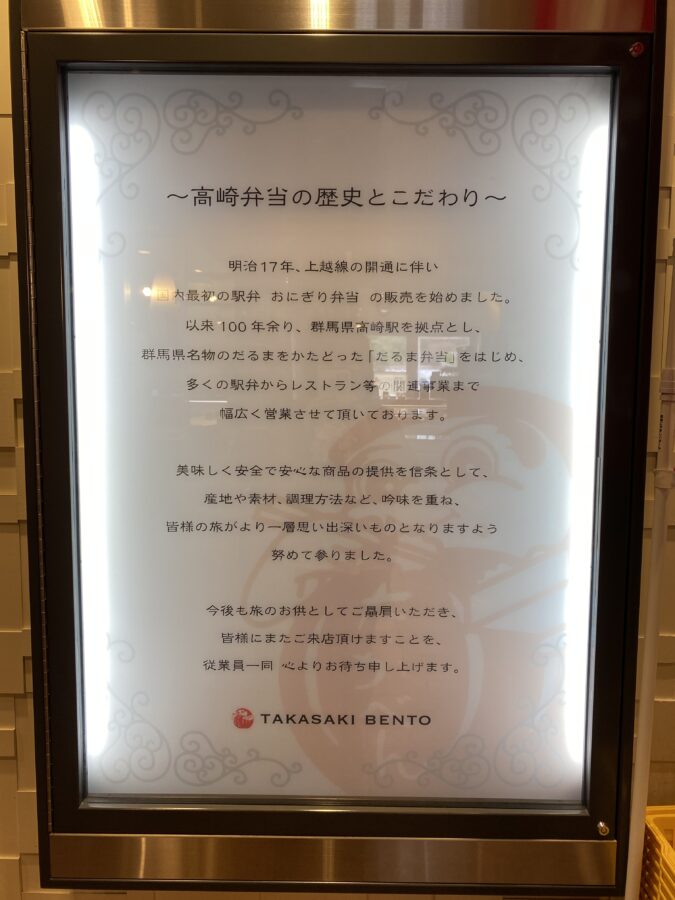 ～高崎弁当の歴史とこだわり～
明治17年、上越線の開通に伴い
国内最初の駅弁 おにぎり弁当 の販売を始めました。
以来100年余り、群馬県高崎駅を拠点とし、
群馬県名物のだるまをかたどった「だるま弁当」をはじめ、
多くの駅弁からレストラン等の関連事業まで
幅広く営業させて頂いております。
美味しく安全で安心な商品の提供を信条として、
産地や素材、調理方法など、吟味を重ね、
皆様の旅がより一層思い出深いものとなりますよう
努めて参りました。
今後も旅のお供としてご贔屓いただき、
皆様にまたご来店頂けますことを、
従業員一同 心よりお待ち申し上げます。
TAKASAKI BENTO